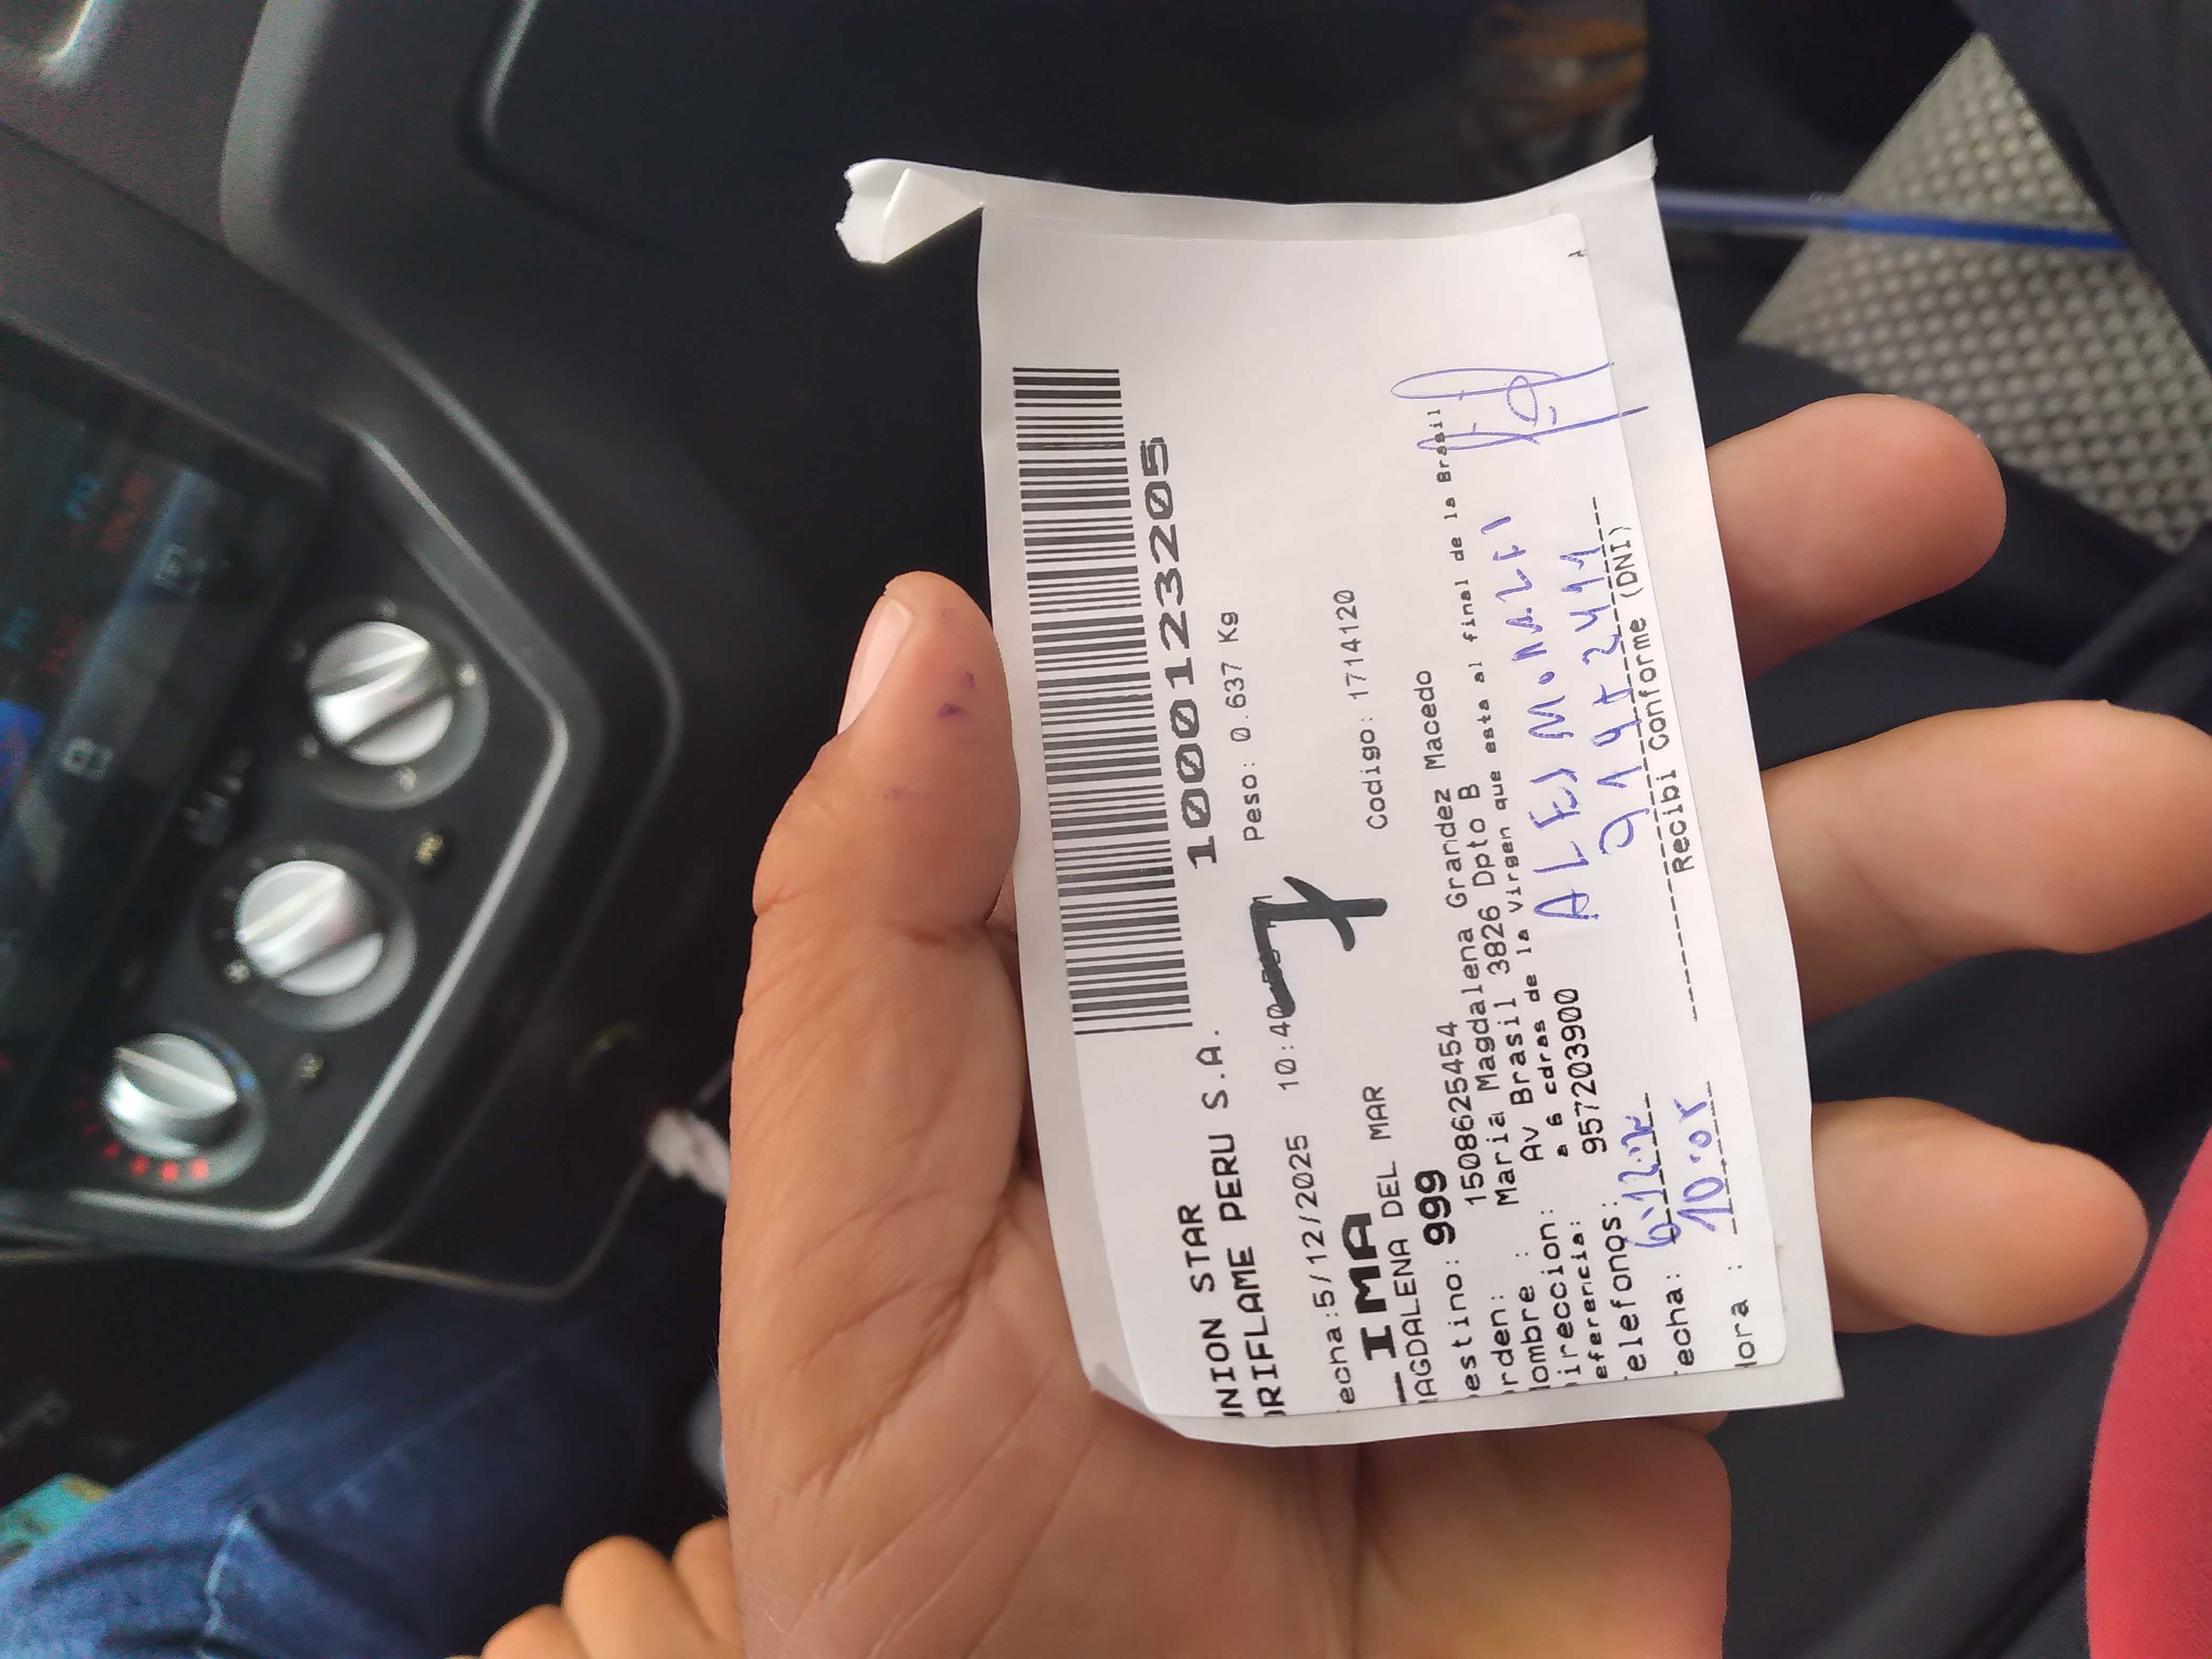 1000123205
UNION STAR
ORIFLAME PERU S.A.
Peso: 0.637 Kg
echa:5/12/2025 10:40
7
LIMA
MAGDALENA DEL MAR
Codigo: 1714120
estino: 999
rden: 1508625454
ombre : Maria Magdalena Grandez Macedo
ireccion: Av Brasil 3826 Dpto B
eferencia: a 6 cdras de la virgen que esta al final de la Brasil
elefonos: 957203900
echa: 6.12.
ora : 10:0
Recibi Conforme (DNI)